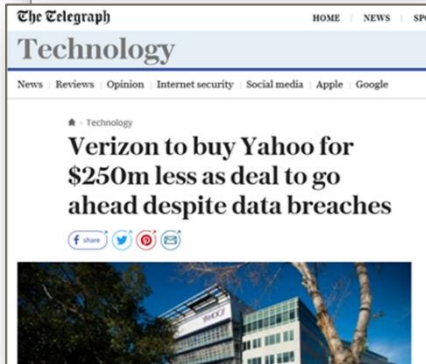 The Telegraph
HOME NEWS
Technology
News Reviews Opinion Internet security Social media Apple Google
Technology
Verizon to buy Yahoo for
$250m less as deal to go
ahead despite data breaches
share
YAHOO!